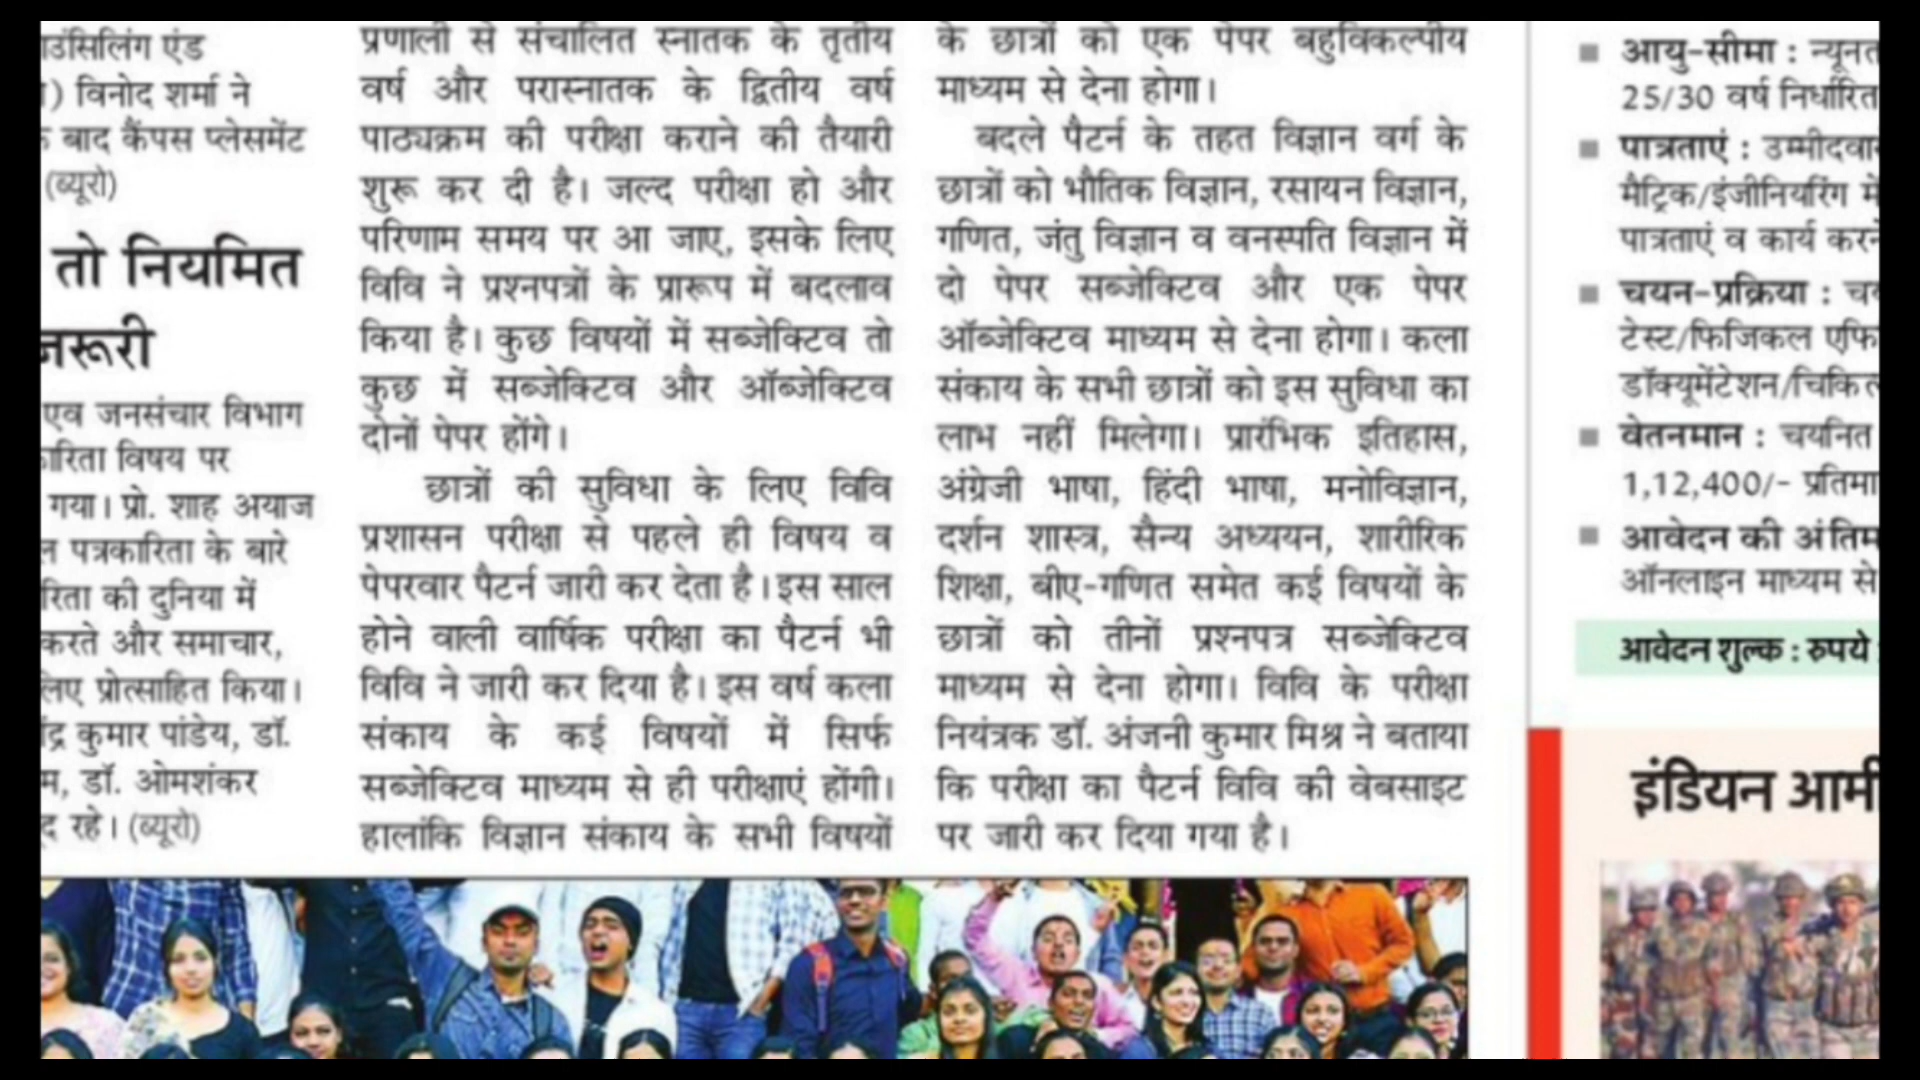 एंड
विनोद शर्मा ने
बाद कैंपस प्लेसमेंट
(ब्यूरो)
तो नियमित
जरूरी
एव जनसंचार विभाग
विषय पर
गया। प्रो. शाह अयाज
पत्रकारिता के बारे
की दुनिया में
करते और समाचार,
लिए प्रोत्साहित किया।
कुमार पांडेय, डॉ.
डॉ. ओमशंकर
रहे। (ब्यूरो)
प्रणाली से संचालित स्नातक के तृतीय
वर्ष और परास्नातक के द्वितीय वर्ष
पाठ्यक्रम की परीक्षा कराने की तैयारी
शुरू कर दी है। जल्द परीक्षा हो और
परिणाम समय पर आ जाए, इसके लिए
विवि ने प्रश्नपत्रों के प्रारूप में बदलाव
किया है। कुछ विषयों में सब्जेक्टिव तो
कुछ में सब्जेक्टिव और ऑब्जेक्टिव
दोनों पेपर होंगे।
छात्रों की सुविधा के लिए विवि
प्रशासन परीक्षा से पहले ही विषय व
पेपरवार पैटर्न जारी कर देता है। इस साल
होने वाली वार्षिक परीक्षा का पैटर्न भी
विवि ने जारी कर दिया है। इस वर्ष कला
संकाय के कई विषयों में सिर्फ
सब्जेक्टिव माध्यम से ही परीक्षाएं होंगी।
हालांकि विज्ञान संकाय के सभी विषयों
के छात्रों को एक पेपर बहुविकल्पीय
माध्यम से देना होगा।
बदले पैटर्न के तहत विज्ञान वर्ग के
छात्रों को भौतिक विज्ञान, रसायन विज्ञान,
गणित, जंतु विज्ञान व वनस्पति विज्ञान में
दो पेपर सब्जेक्टिव और एक पेपर
ऑब्जेक्टिव माध्यम से देना होगा। कला
संकाय के सभी छात्रों को इस सुविधा का
लाभ नहीं मिलेगा। प्रारंभिक इतिहास,
अंग्रेजी भाषा, हिंदी भाषा, मनोविज्ञान,
दर्शन शास्त्र, सैन्य अध्ययन, शारीरिक
शिक्षा, बीए-गणित समेत कई विषयों के
छात्रों को तीनों प्रश्नपत्र सब्जेक्टिव
माध्यम से देना होगा। विवि के परीक्षा
नियंत्रक डॉ. अंजनी कुमार मिश्र ने बताया
कि परीक्षा का पैटर्न विवि की वेबसाइट
पर जारी कर दिया गया है।
आयु-सीमा :
25/30 वर्ष निर्धारित
पात्रताएं :
मैट्रिक/इंजीनियरिंग में
पात्रताएं व कार्य
चयन-प्रक्रिया :
टेस्ट/फिजिकल
डॉक्यूमेंटेशन/
वेतनमान : चयनित
1,12,400/-
आवेदन की अंतिम
ऑनलाइन माध्यम से
आवेदन शुल्क : रुपये
इंडियन आर्मी